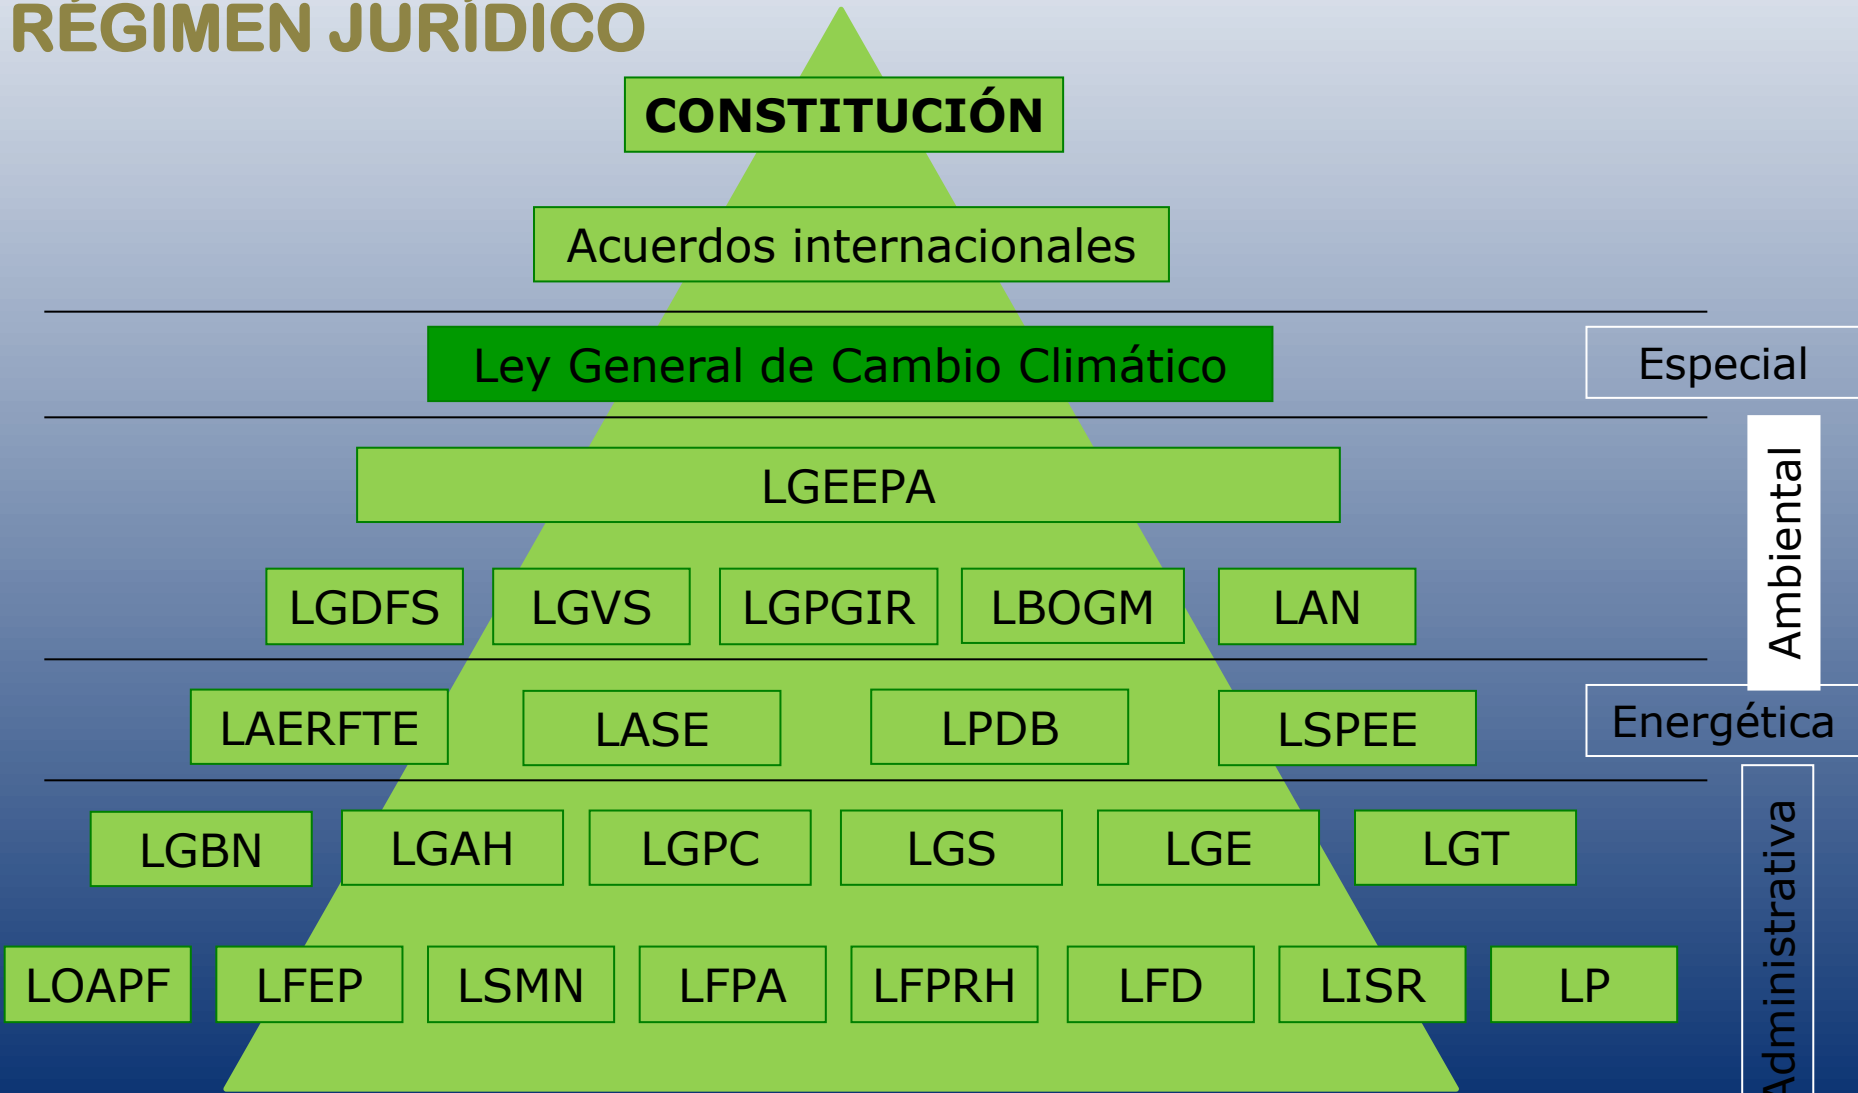 RÉGIMEN JURÍDICO
CONSTITUCIÓN
Acuerdos internacionales
Ley General de Cambio Climático
Especial
LGEEPA
Ambiental
LGDFS LGVS LGPGIR LBOGM LAN
LAERFTE LASE LPDB LSPEE
Energética
LGBN LGAH LGPC LGS LGE LGT
Administrativa
LOAPF LFEP LSMN LFPA LFPRH LFD LISR LP